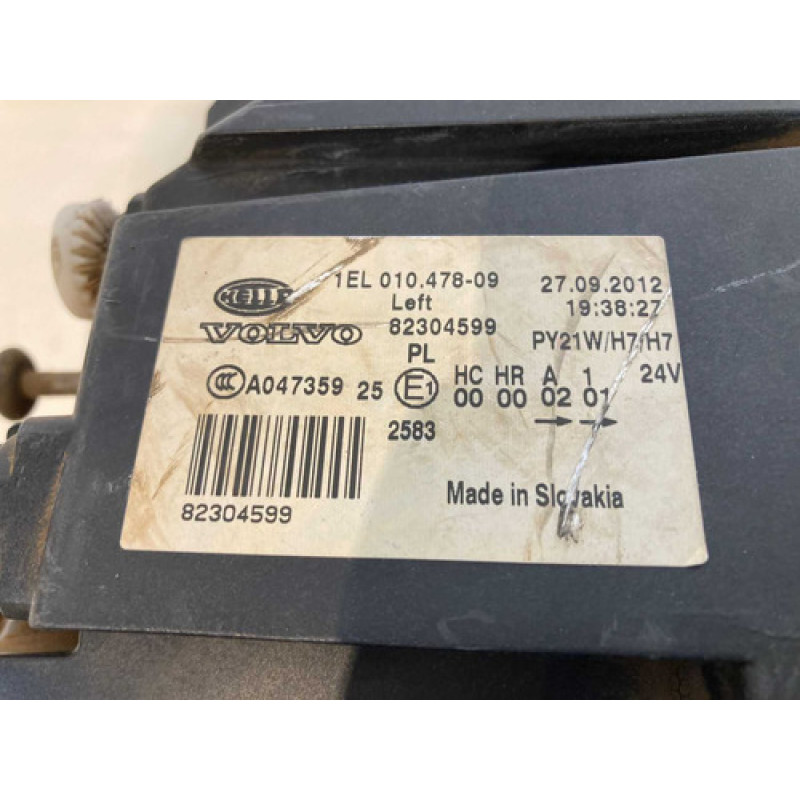 HELLA 1EL 010.478-09 27.09.2012
Left 19:38:27
VOLVO 82304599
PL PY21W/H7/H7
CCC A047359 25 E1 HC HR A 1 24V
00 00 02 01
2583 → →
Made in Slovakia
82304599